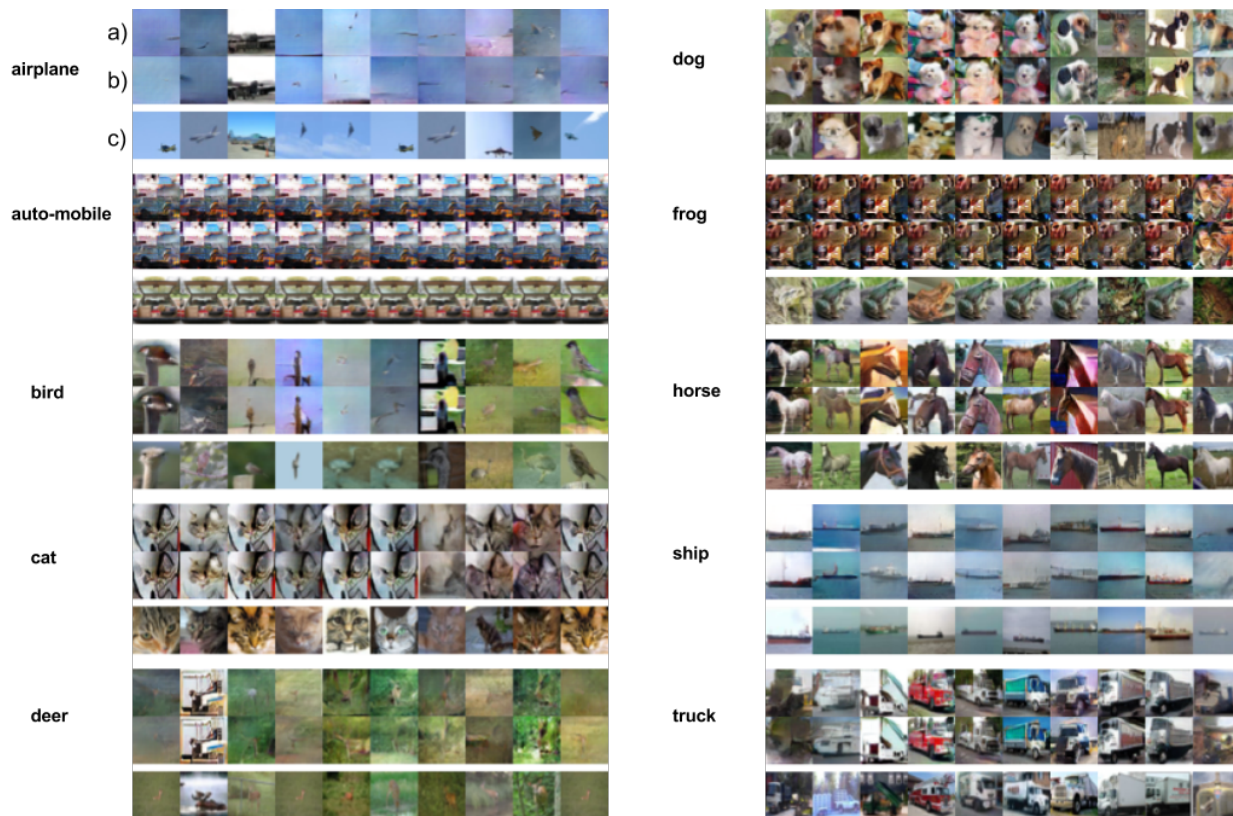 a)
airplane
b)
c)
auto-mobile
bird
cat
deer
dog
frog
horse
ship
truck